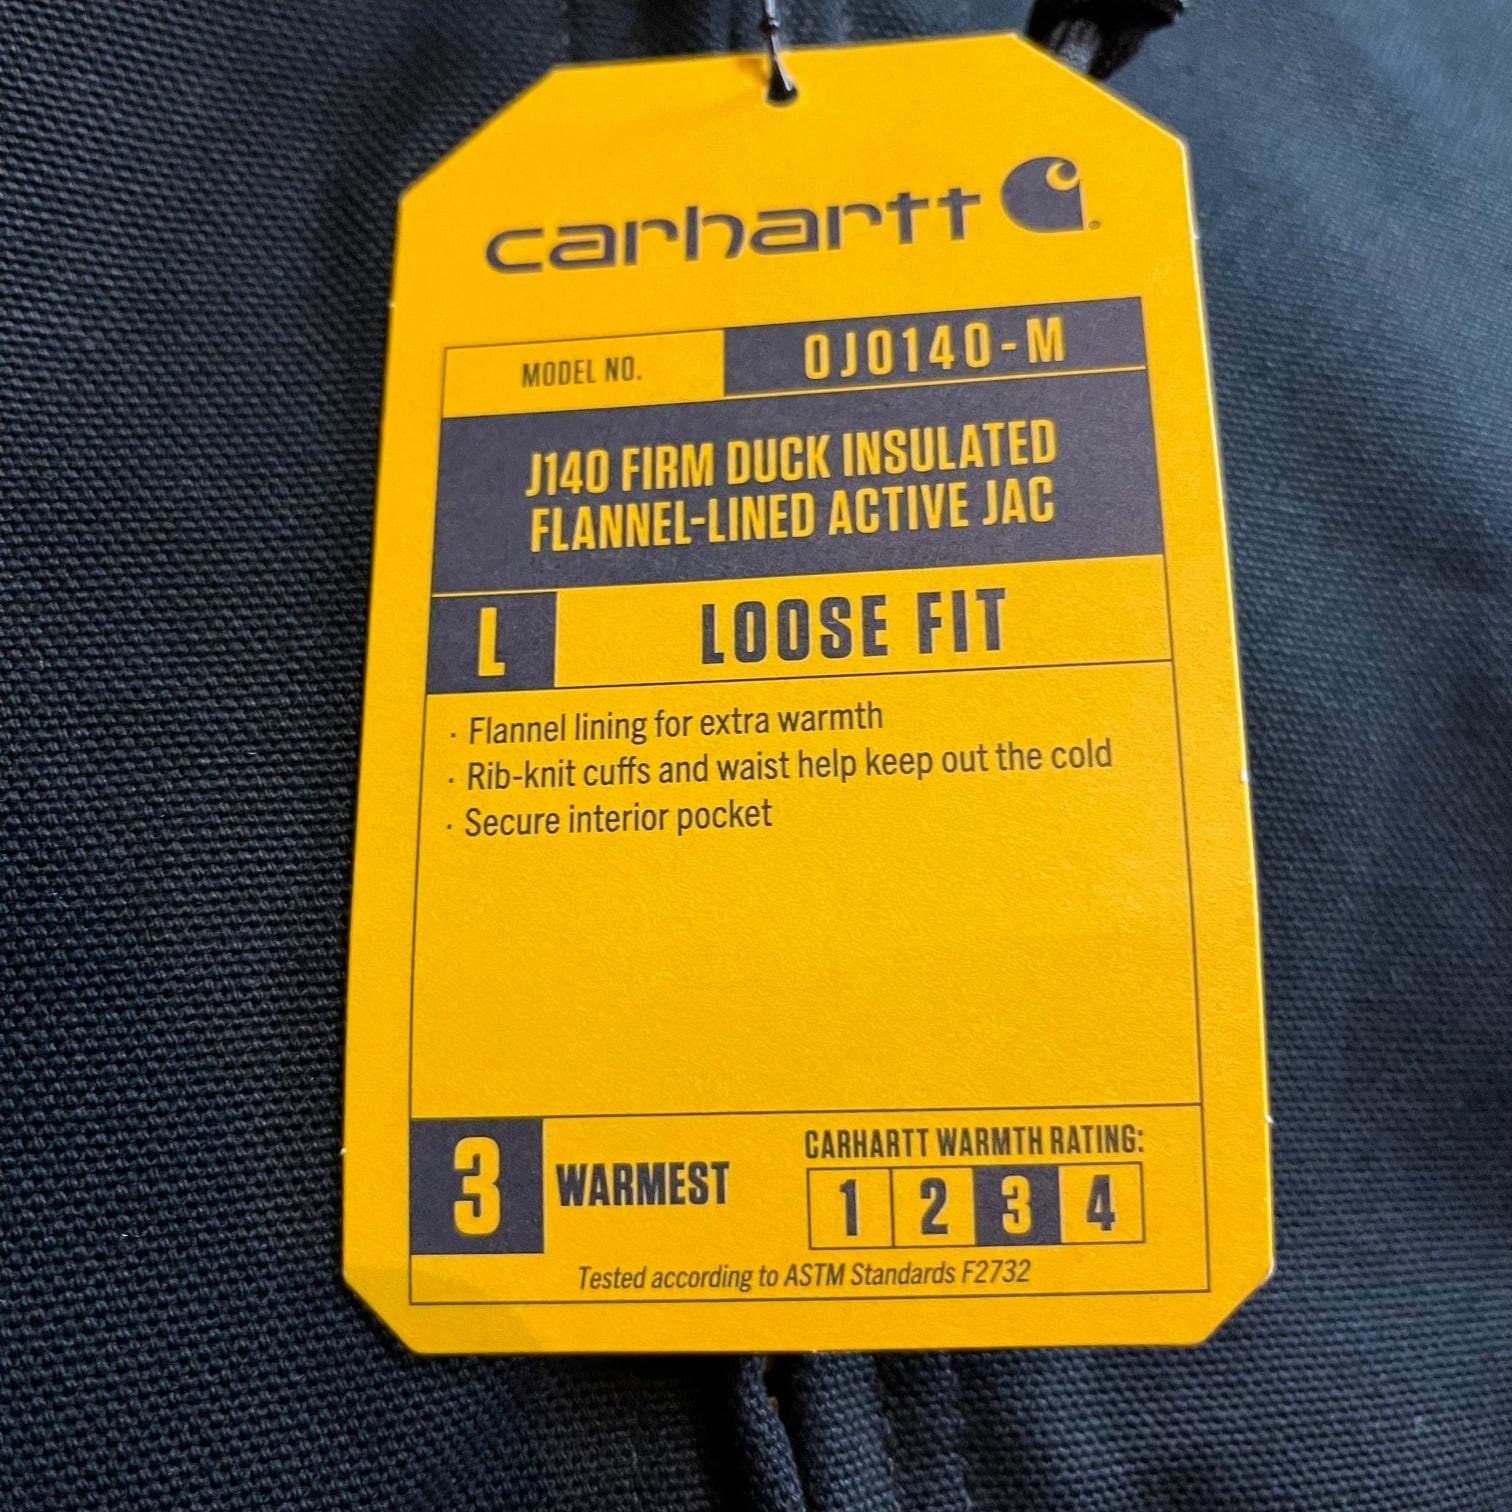 carhartt
MODEL NO. 0J0140-M
J140 FIRM DUCK INSULATED
FLANNEL-LINED ACTIVE JAC
L LOOSE FIT
· Flannel lining for extra warmth
· Rib-knit cuffs and waist help keep out the cold
· Secure interior pocket
3 WARMEST
CARHARTT WARMTH RATING:
1 2 3 4
Tested according to ASTM Standards F2732